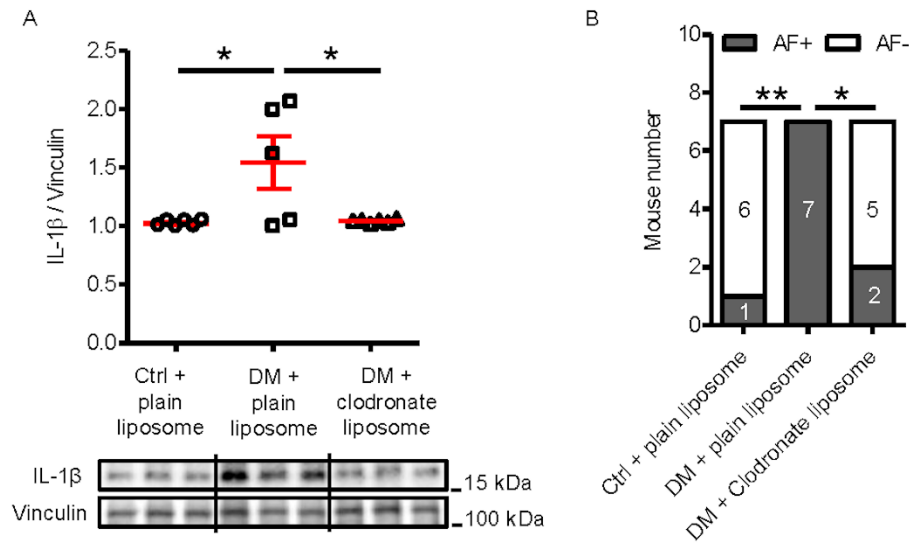 A
2.5
2.0
1.5
1.0
0.5
0.0
IL-1β / Vinculin
*
*
Ctrl +
plain
liposome
DM +
plain
liposome
DM +
clodronate
liposome
IL-1β
15 kDa
Vinculin
100 kDa
B
AF+
AF-
10
8
6
4
2
0
Mouse number
**
*
6
1
7
5
2
Ctrl + plain liposome
DM + plain liposome
DM + Clodronate liposome